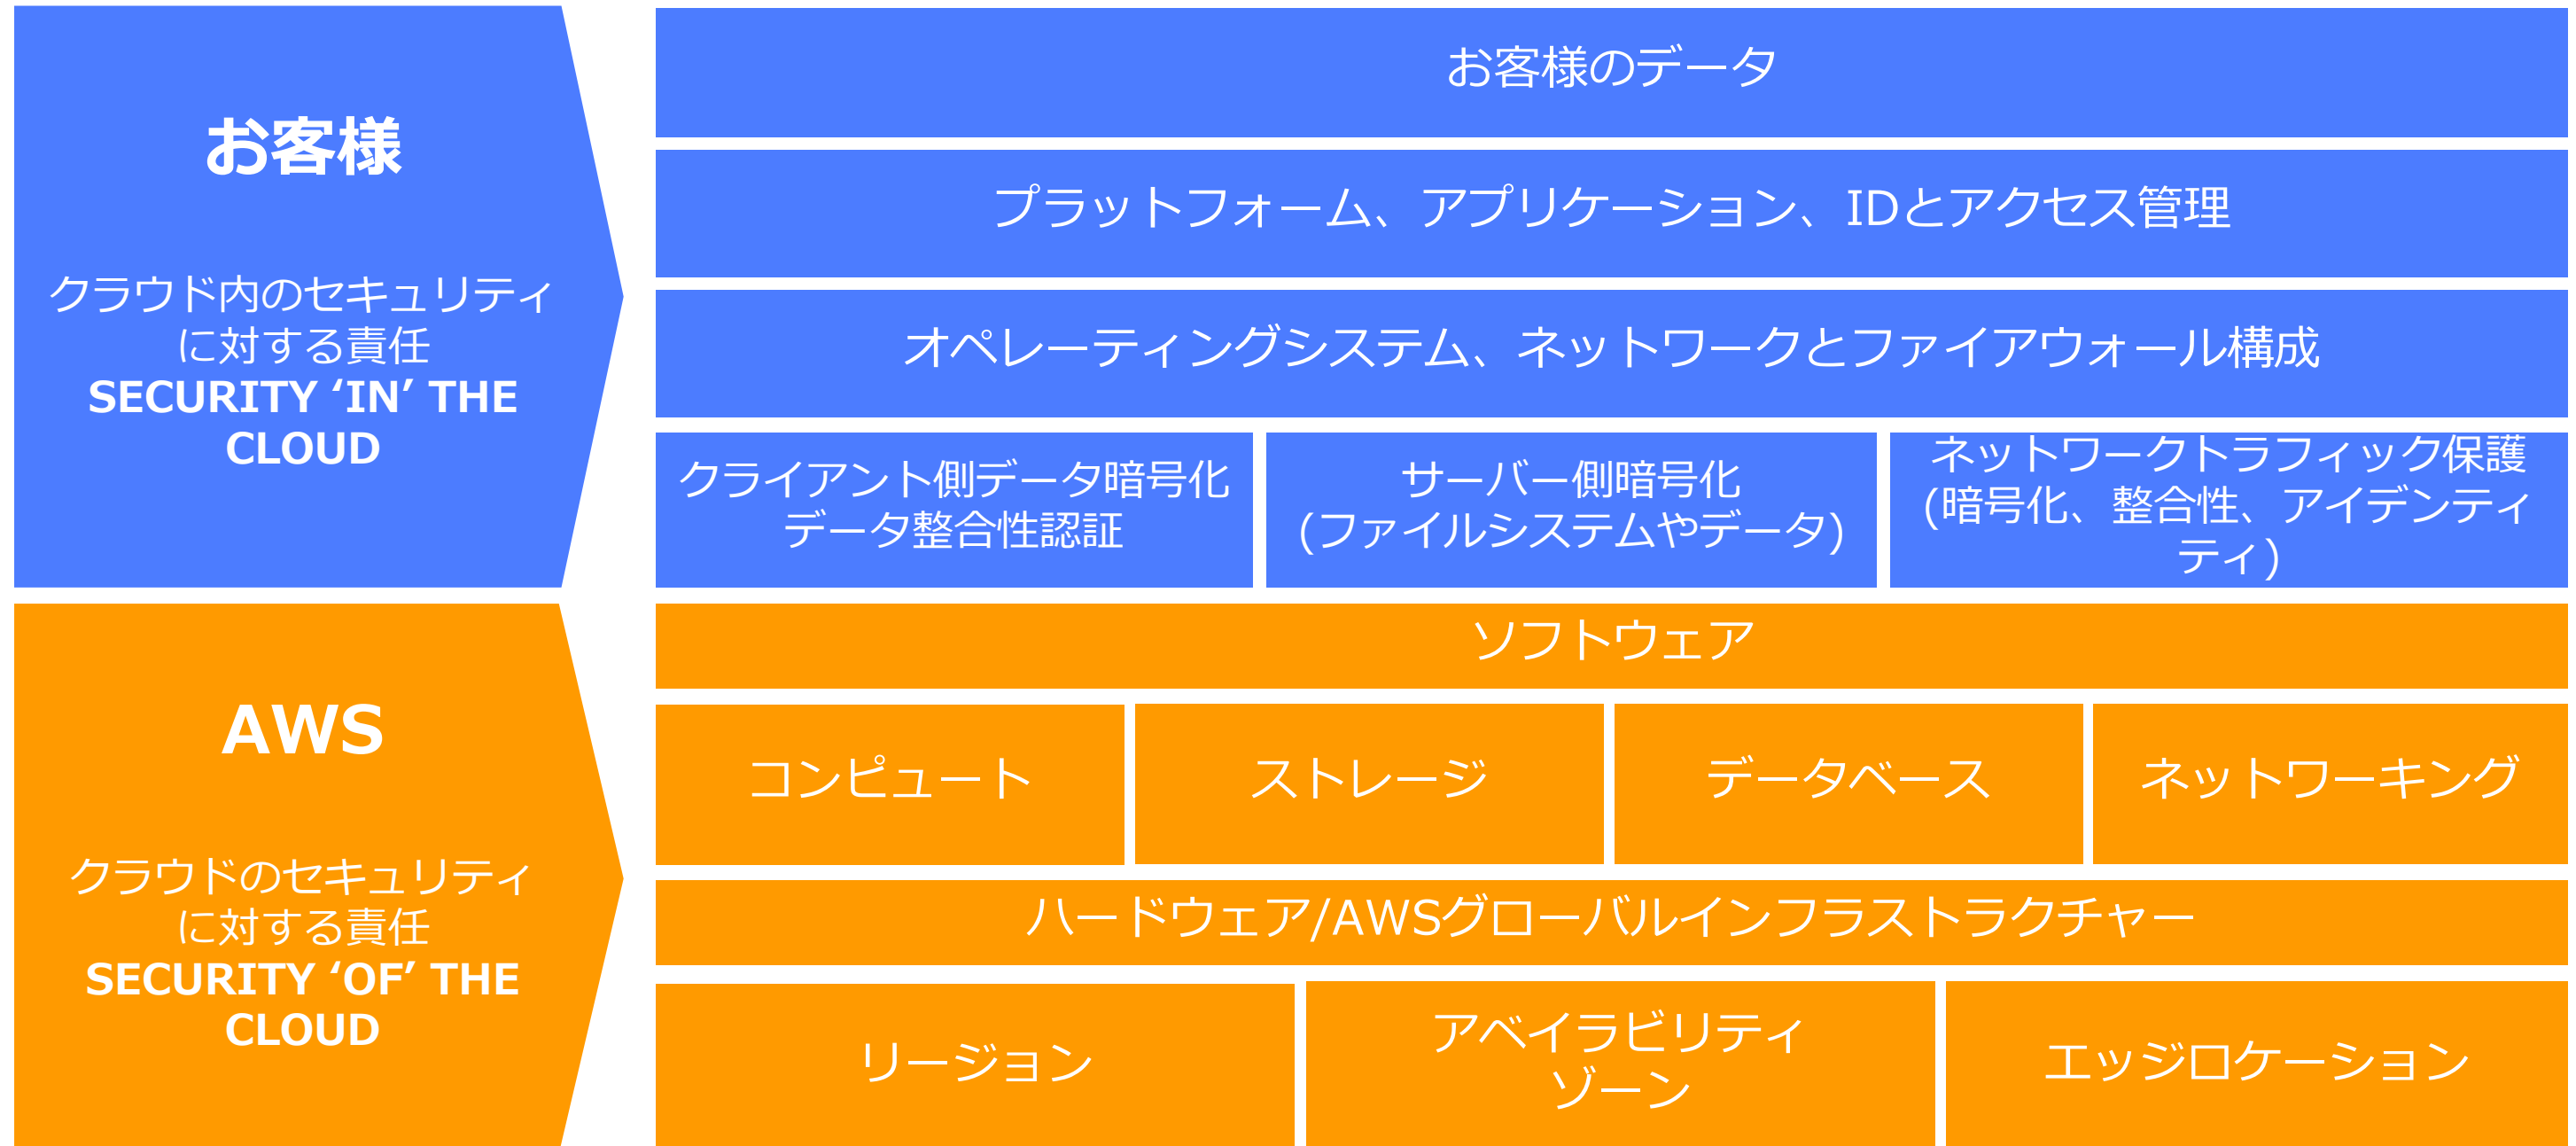 お客様
クラウド内のセキュリティ
に対する責任
SECURITY ‘IN’ THE
CLOUD
お客様のデータ
プラットフォーム、アプリケーション、IDとアクセス管理
オペレーティングシステム、ネットワークとファイアウォール構成
クライアント側データ暗号化
データ整合性認証
サーバー側暗号化
(ファイルシステムやデータ)
ネットワークトラフィック保護
(暗号化、整合性、アイデンティ
ティ)
AWS
クラウドのセキュリティ
に対する責任
SECURITY ‘OF’ THE
CLOUD
ソフトウェア
コンピュート
ストレージ
データベース
ネットワーキング
ハードウェア/AWSグローバルインフラストラクチャー
リージョン
アベイラビリティ
ゾーン
エッジロケーション